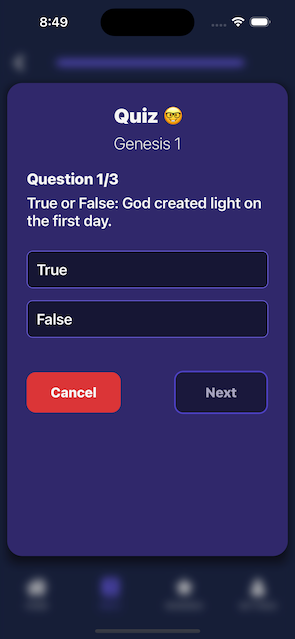 8:49
Quiz 🤓
Genesis 1
Question 1/3
True or False: God created light on
the first day.
True
False
Cancel
Next